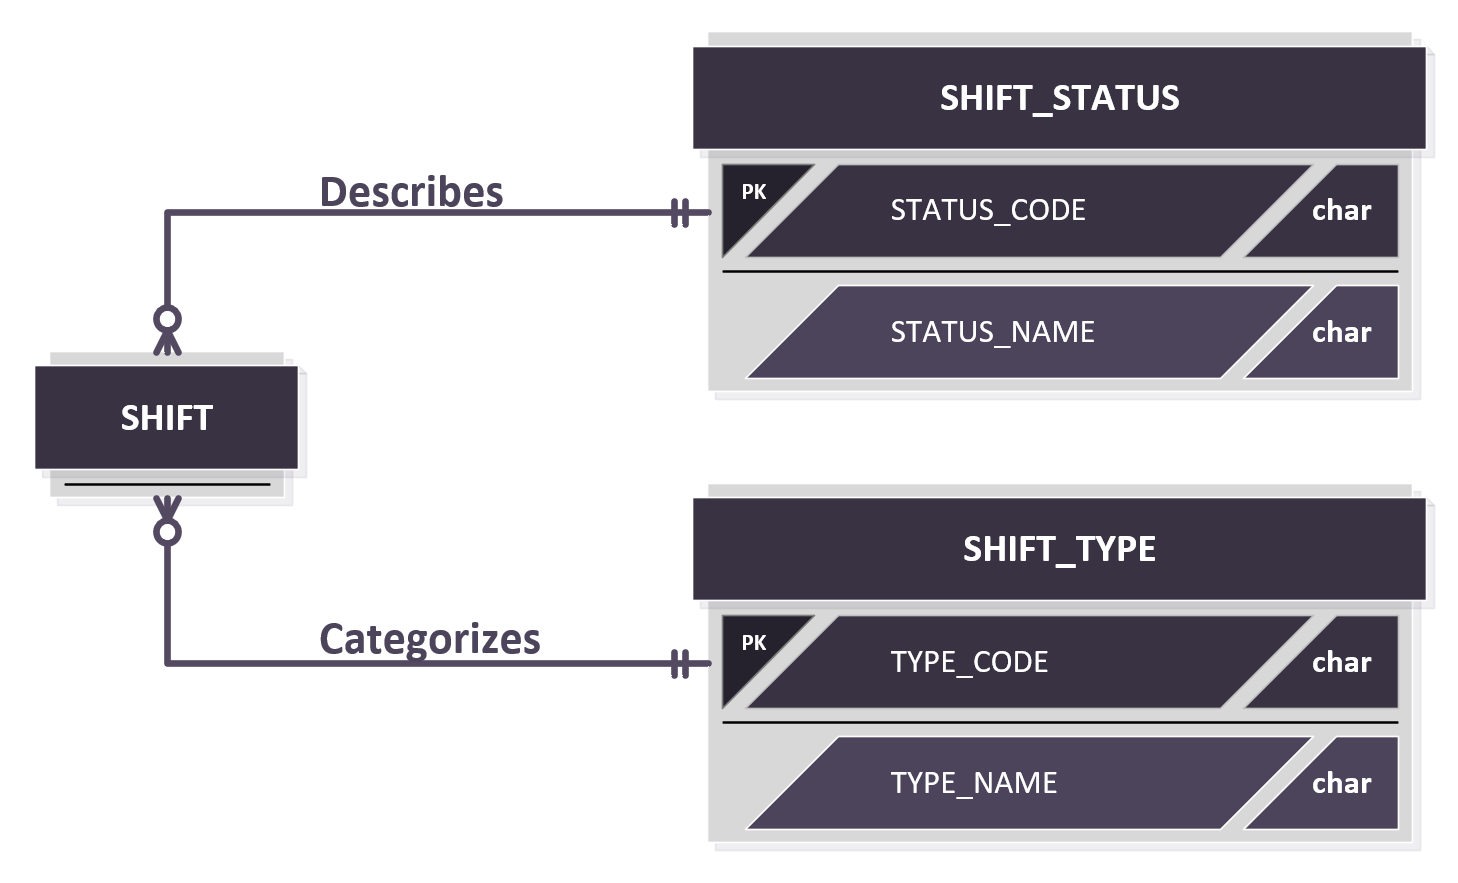 SHIFT_STATUS
PK
STATUS_CODE
char
STATUS_NAME
char
Describes
SHIFT
Categorizes
SHIFT_TYPE
PK
TYPE_CODE
char
TYPE_NAME
char